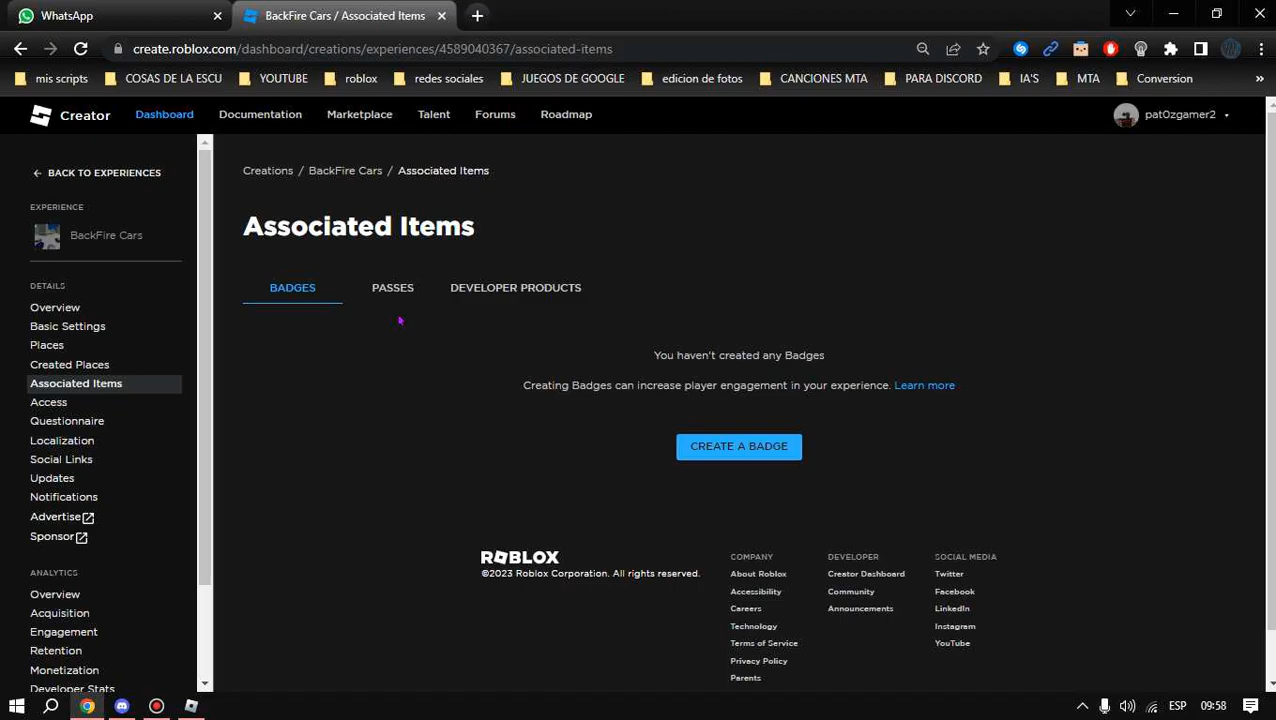 WhatsApp
BackFire Cars / Associated Items
create.roblox.com/dashboard/creations/experiences/4589040367/associated-items
mis scripts COSAS DE LA ESCU YOUTUBE roblox redes sociales JUEGOS DE GOOGLE edicion de fotos CANCIONES MTA PARA DISCORD IA'S MTA Conversion »
Creator Dashboard Documentation Marketplace Talent Forums Roadmap pat0zgamer2
BACK TO EXPERIENCES
EXPERIENCE
BackFire Cars
DETAILS
Overview
Basic Settings
Places
Created Places
Associated Items
Access
Questionnaire
Localization
Social Links
Updates
Notifications
Advertise
Sponsor
ANALYTICS
Overview
Acquisition
Engagement
Retention
Monetization
Developer Stats
Creations / BackFire Cars / Associated Items
Associated Items
BADGES PASSES DEVELOPER PRODUCTS
You haven't created any Badges
Creating Badges can increase player engagement in your experience. Learn more
CREATE A BADGE
ROBLOX
©2023 Roblox Corporation. All rights reserved.
COMPANY
About Roblox
Accessibility
Careers
Technology
Terms of Service
Privacy Policy
Parents
DEVELOPER
Creator Dashboard
Community
Announcements
SOCIAL MEDIA
Twitter
Facebook
LinkedIn
Instagram
YouTube
ESP 09:58